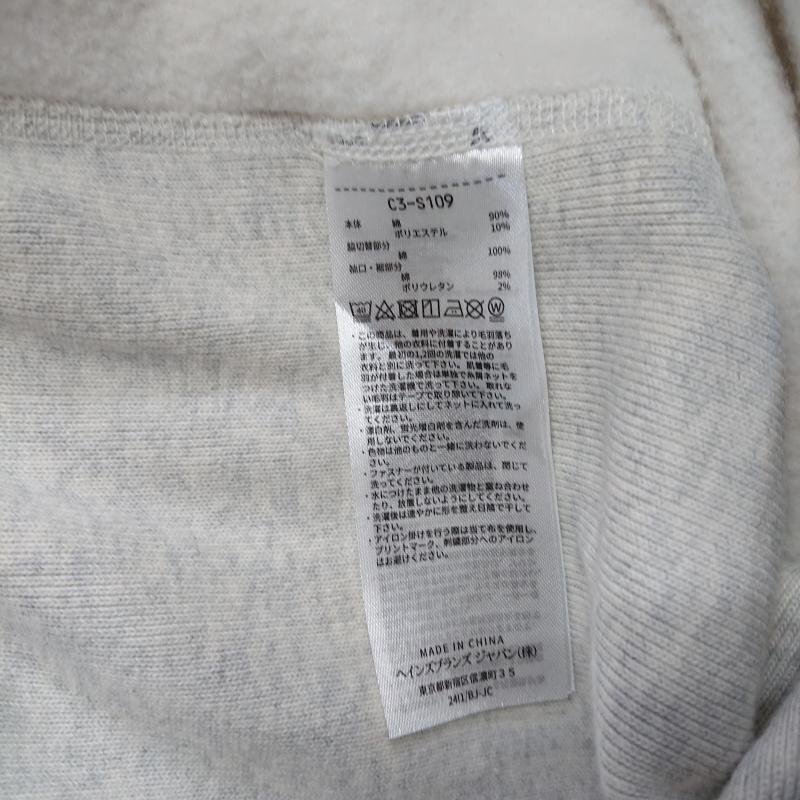 C3-S109
本体 綿 90%
ポリエステル 10%
脇切替部分
綿 100%
袖口・裾部分
綿 98%
ポリウレタン 2%
40 W
・この商品は、着用や洗濯により毛羽落ち
が生じ、他の衣料に付着することがあり
ます。最初の1,2回の洗濯では他の
衣料と別に洗って下さい。肌着等に毛
羽が付着した場合は単独で糸屑ネットを
つけた洗濯機で洗って下さい。取れな
い毛羽はテープで取り除いて下さい。
・洗濯は裏返しにしてネットに入れて洗っ
てください。
・漂白剤、蛍光増白剤を含んだ洗剤は、使
用しないでください。
・色物は他のものと一緒に洗わないでくだ
さい。
・ファスナーが付いている製品は、閉じて
洗ってください。
・水につけたまま他の洗濯物と重ね合わせ
たり、放置しないようにしてください。
・洗濯後は速やかに形を整え日陰で干して
下さい。
・アイロン掛けを行う際は当て布を使用し、
プリントマーク、刺繍部分へのアイロン
はお避けください。
MADE IN CHINA
ヘインズブランズ ジャパン(株)
東京都新宿区信濃町35
24I1/BJ-JC